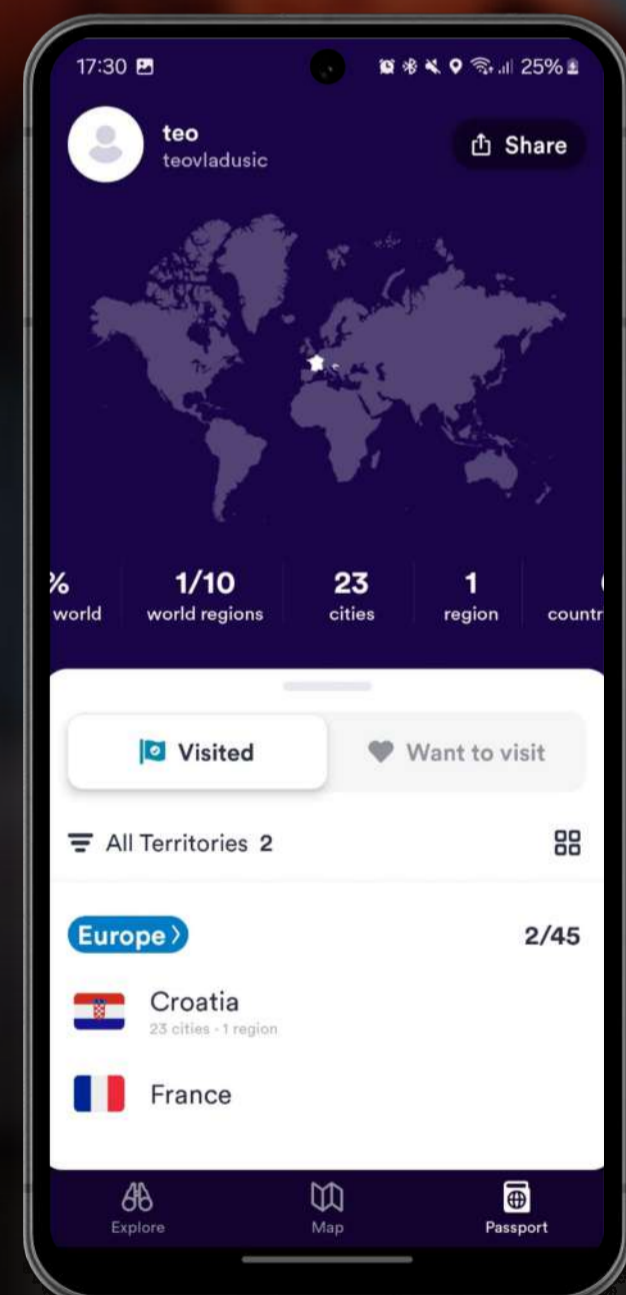 17:30 25%
teo
teovladusic
Share
% 1/10 23 1
world world regions cities region countr
Visited Want to visit
All Territories 2
Europe 2/45
Croatia
23 cities - 1 region
France
Explore Map Passport